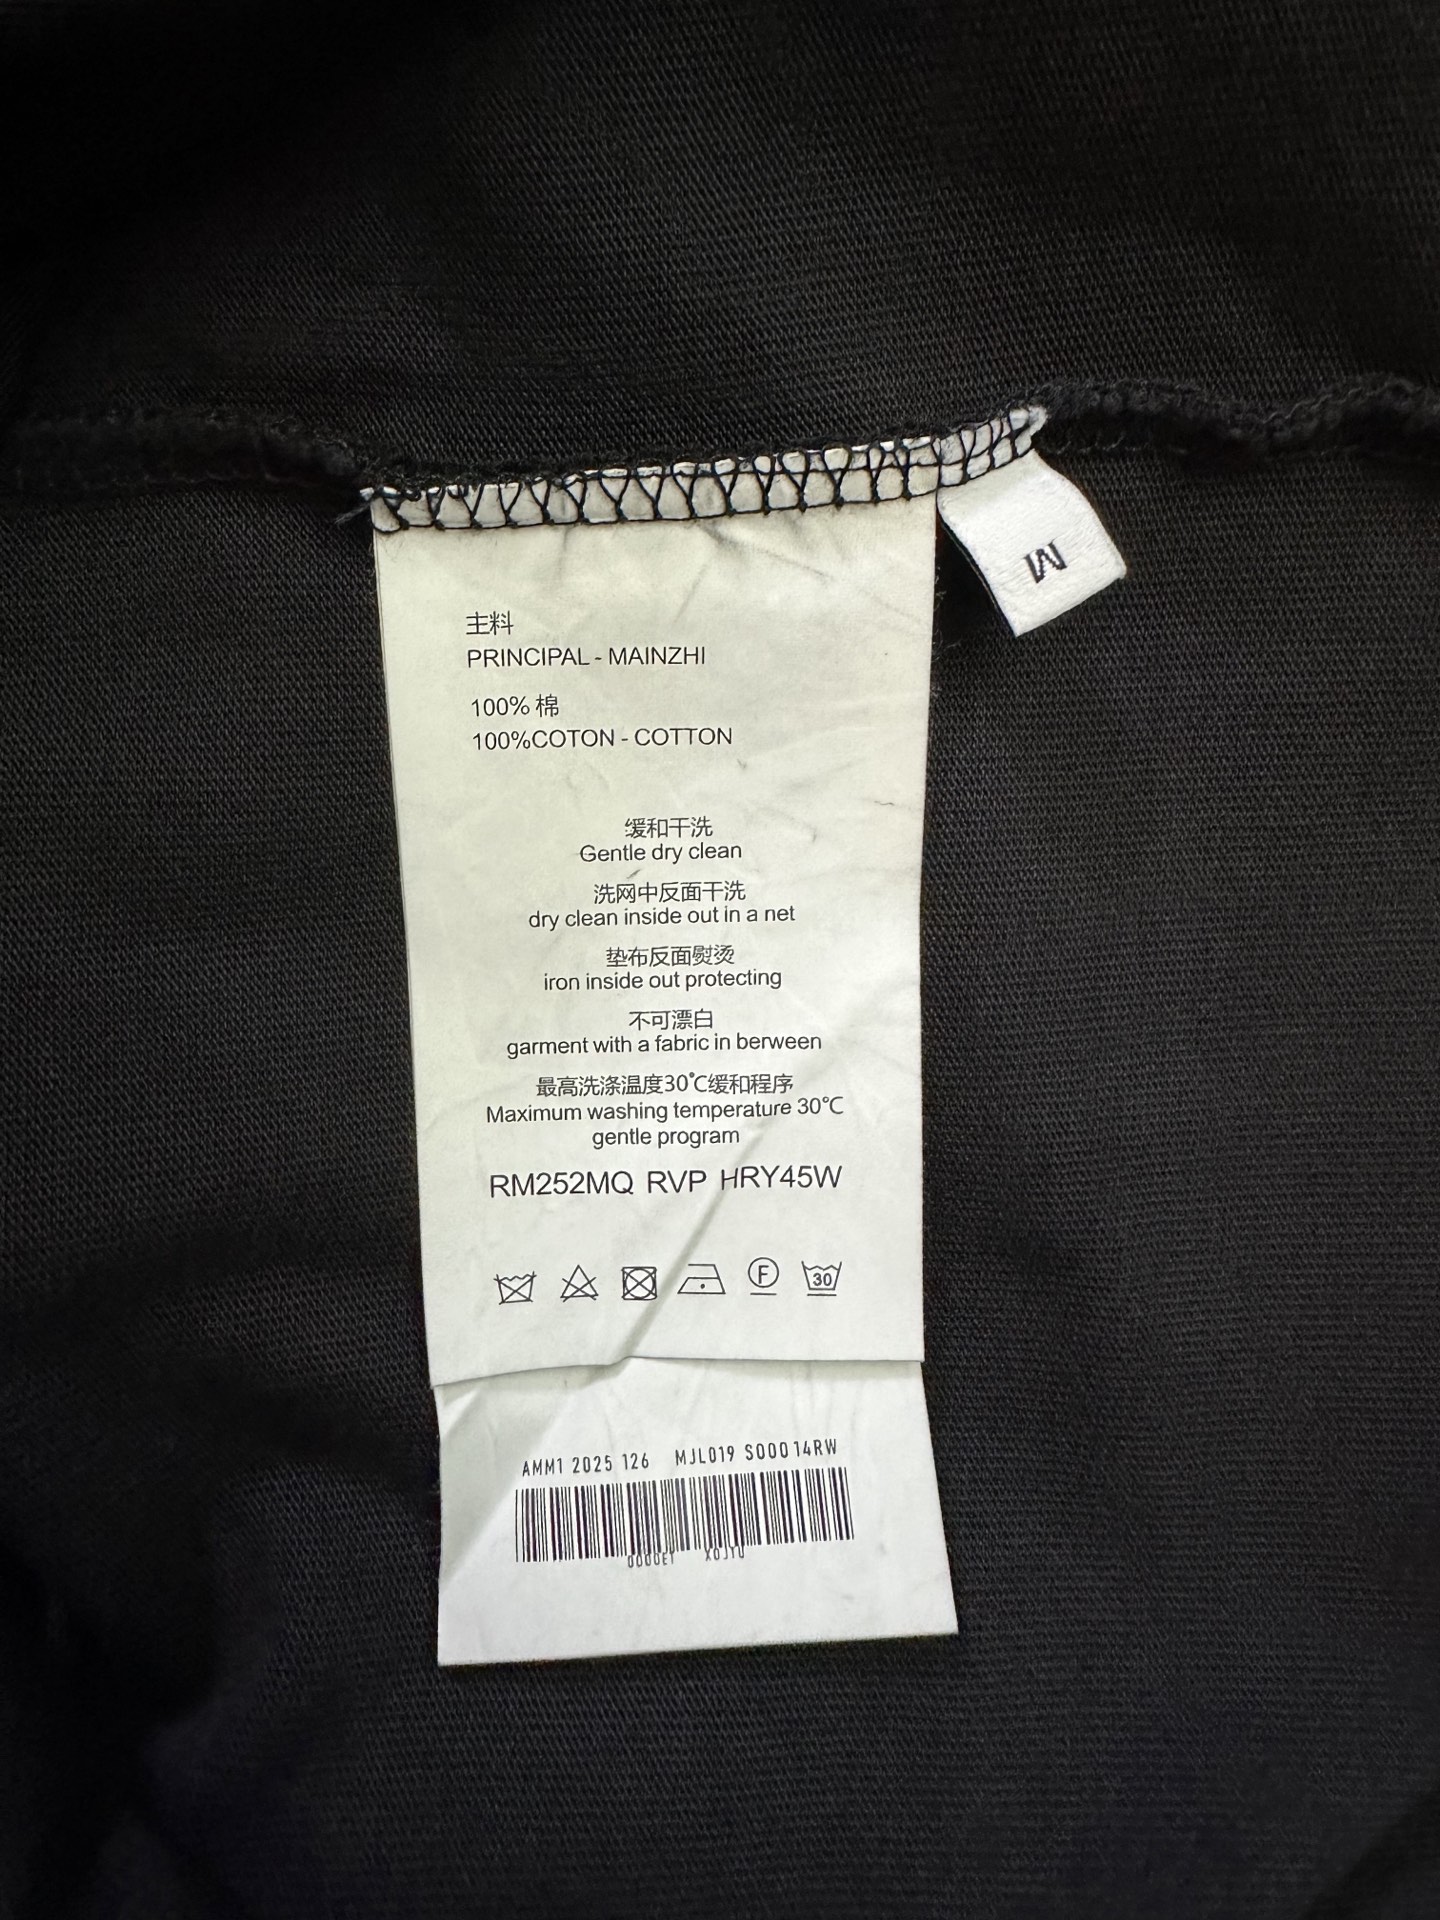 M
主料
PRINCIPAL - MAINZHI
100% 棉
100%COTON - COTTON
缓和干洗
Gentle dry clean
洗网中反面干洗
dry clean inside out in a net
垫布反面熨烫
iron inside out protecting
不可漂白
garment with a fabric in berween
最高洗涤温度30℃缓和程序
Maximum washing temperature 30℃
gentle program
RM252MQ RVP HRY45W
F
30
AMM1 2025 126 MJL019 S00014RW